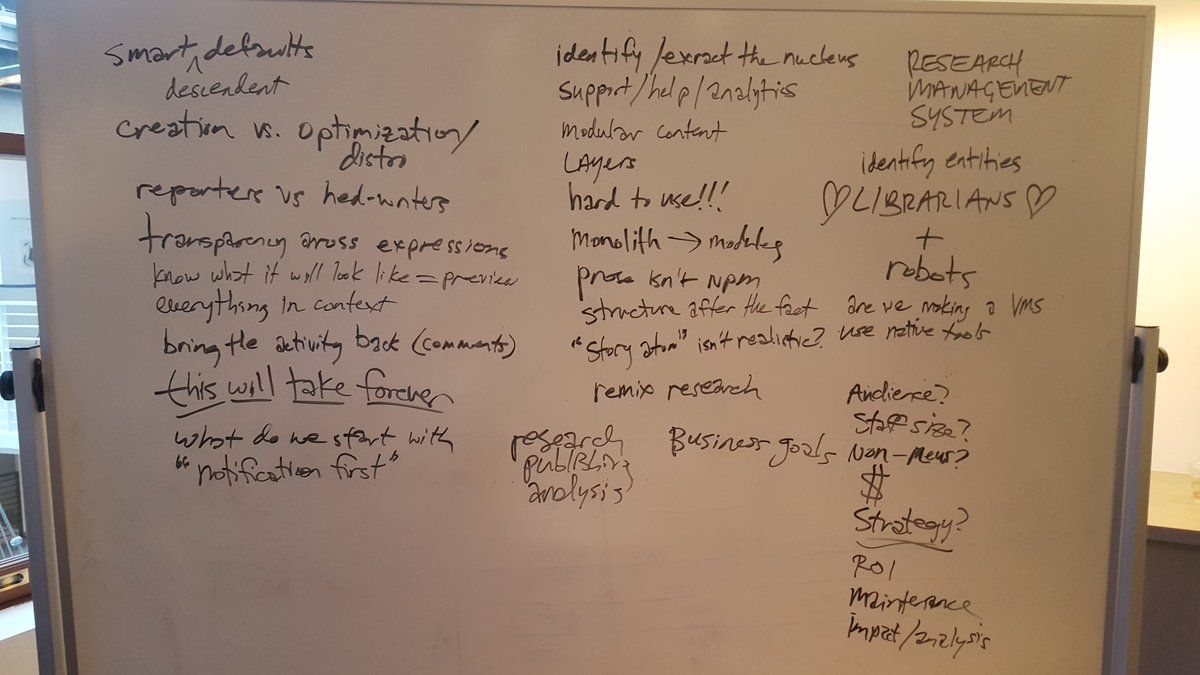 smart ^ defaults
descendent
creation vs. optimization/
distro
reporters vs hed-writers
transparency aross expressions
know what it will look like = preview
everything in context
bring the activity back (comments)
this will take forever
what do we start with
"notification first"
identify/exract the nucleus
support/help/analytics
modular content
LAYERS
hard to use!!!
monolith → modules
prose isn't NPM
structure after the fact
"story atom" isn't realistic?
remix research
research
publishing
analysis
Business goals
RESEARCH
MANAGEMENT
SYSTEM
identify entities
♡ LIBRARIANS ♡
+
robots
are we making a VMS
use native tools
Audience?
Staff size?
Non-news?
$
Strategy?
ROI
Maintenance
impact/analysis